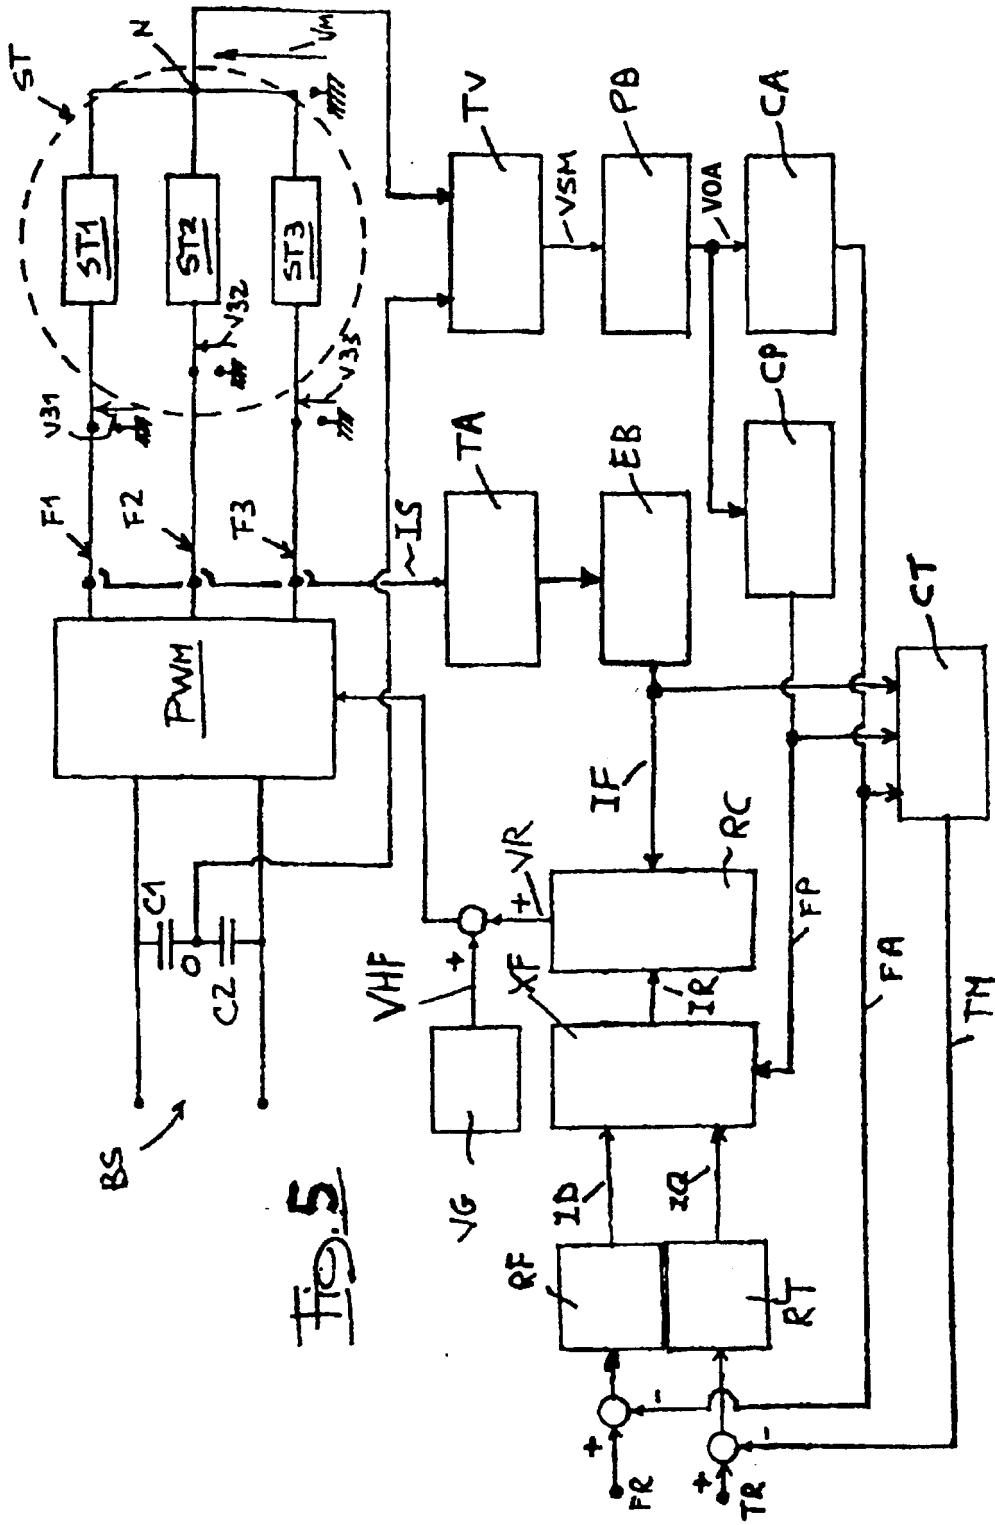 N
VM
ST
ST1
ST2
ST3
V32
V33
V31
F1
F2
F3
IS
TV
PB
CA
VSM
VOA
CP
TA
EB
CT
PWM
IF
RC
FP
FA
TM
C1
O
C2
VHF
+
+
VR
XF
IR
BS
VG
ID
IQ
RF
RT
Fig. 5
-
-
+
+
FR
TR